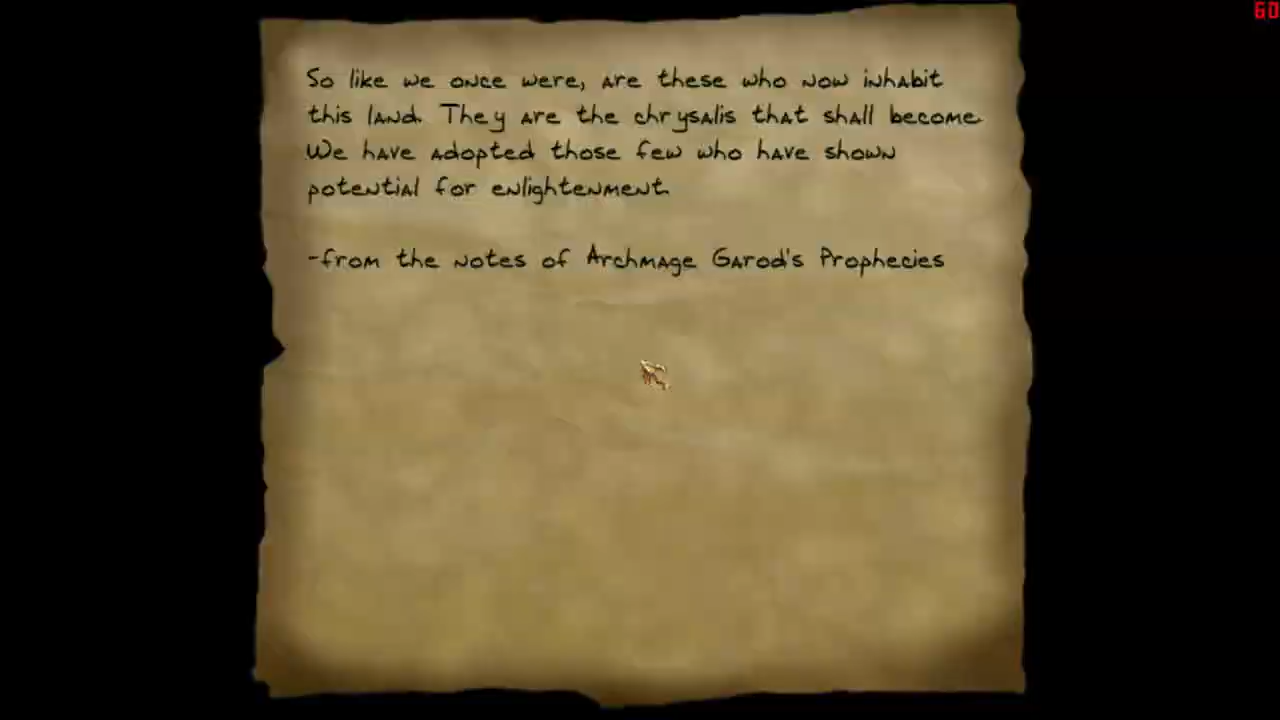 60
So like we once were, are these who now inhabit
this land. They are the chrysalis that shall become.
We have adopted those few who have shown
potential for enlightenment.
-from the notes of Archmage Garod's Prophecies